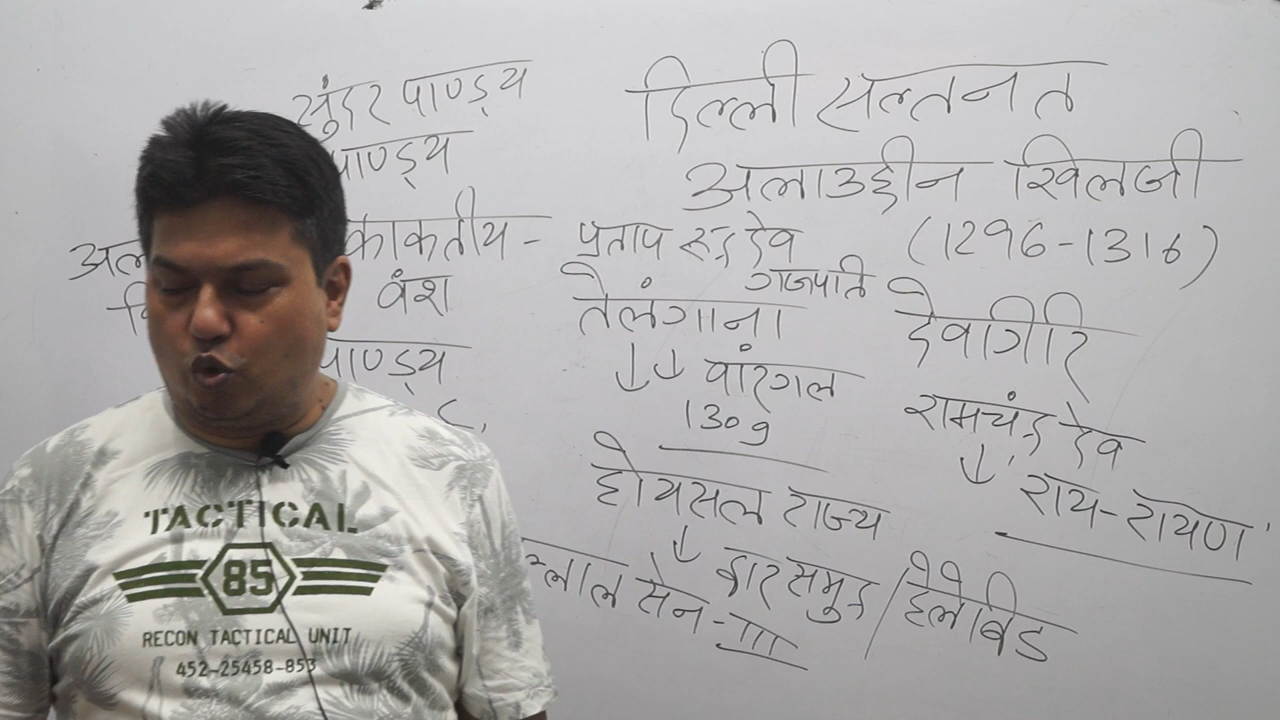 दिल्ली सल्तनत
अलाउद्दीन खिलजी
(1296-1316)
सुंदर पाण्ड्य
पाण्ड्य
काकतीय -
वंश
पाण्ड्य
प्रताप रूद्र देव
गजपति
तेलंगाना
↓↓ वारंगल
1309
होयसल राज्य
↓ द्वारसमुद्र / हेलेबिड
ल्लाल सेन-III
देवगिरि
रामचंद्र देव
↓ राय-रायण'
TACTICAL
85
RECON TACTICAL UNIT
452-25458-853